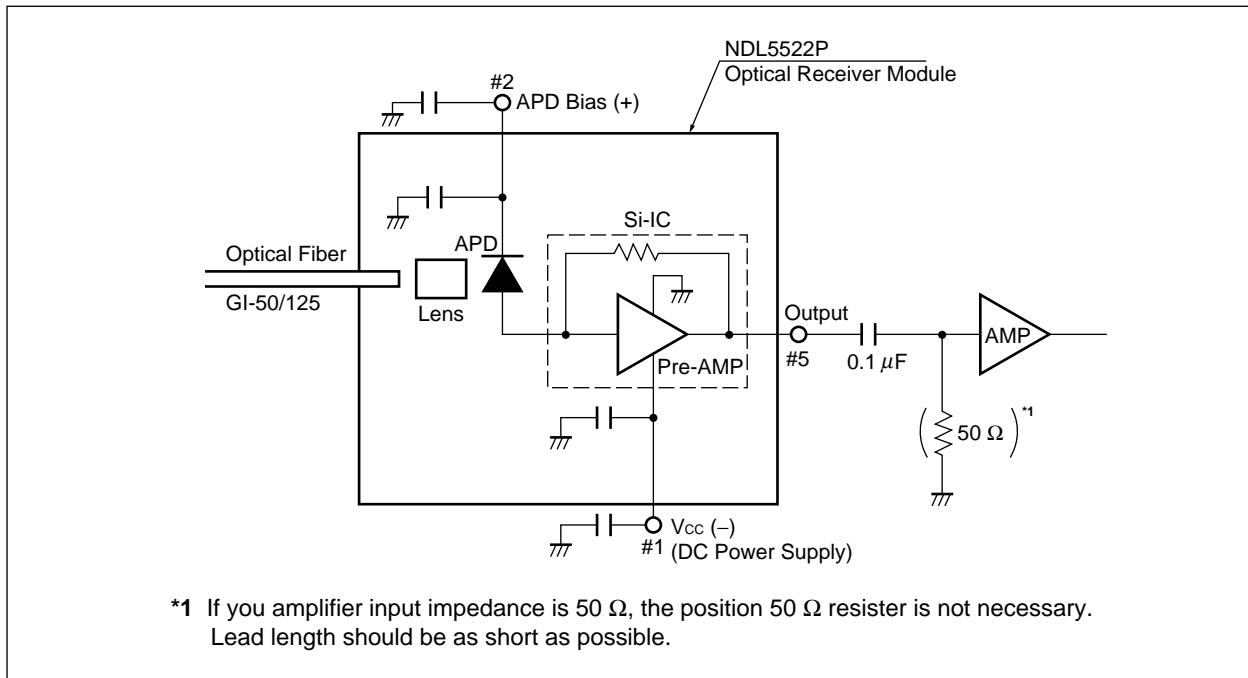 NDL5522P
Optical Receiver Module
#2
APD Bias (+)
Si-IC
Optical Fiber
APD
GI-50/125
Lens
Output
Pre-AMP
#5
0.1 μF
AMP
( 50 Ω )*1
VCC (–)
#1
(DC Power Supply)
*1 If you amplifier input impedance is 50 Ω, the position 50 Ω resister is not necessary.
Lead length should be as short as possible.